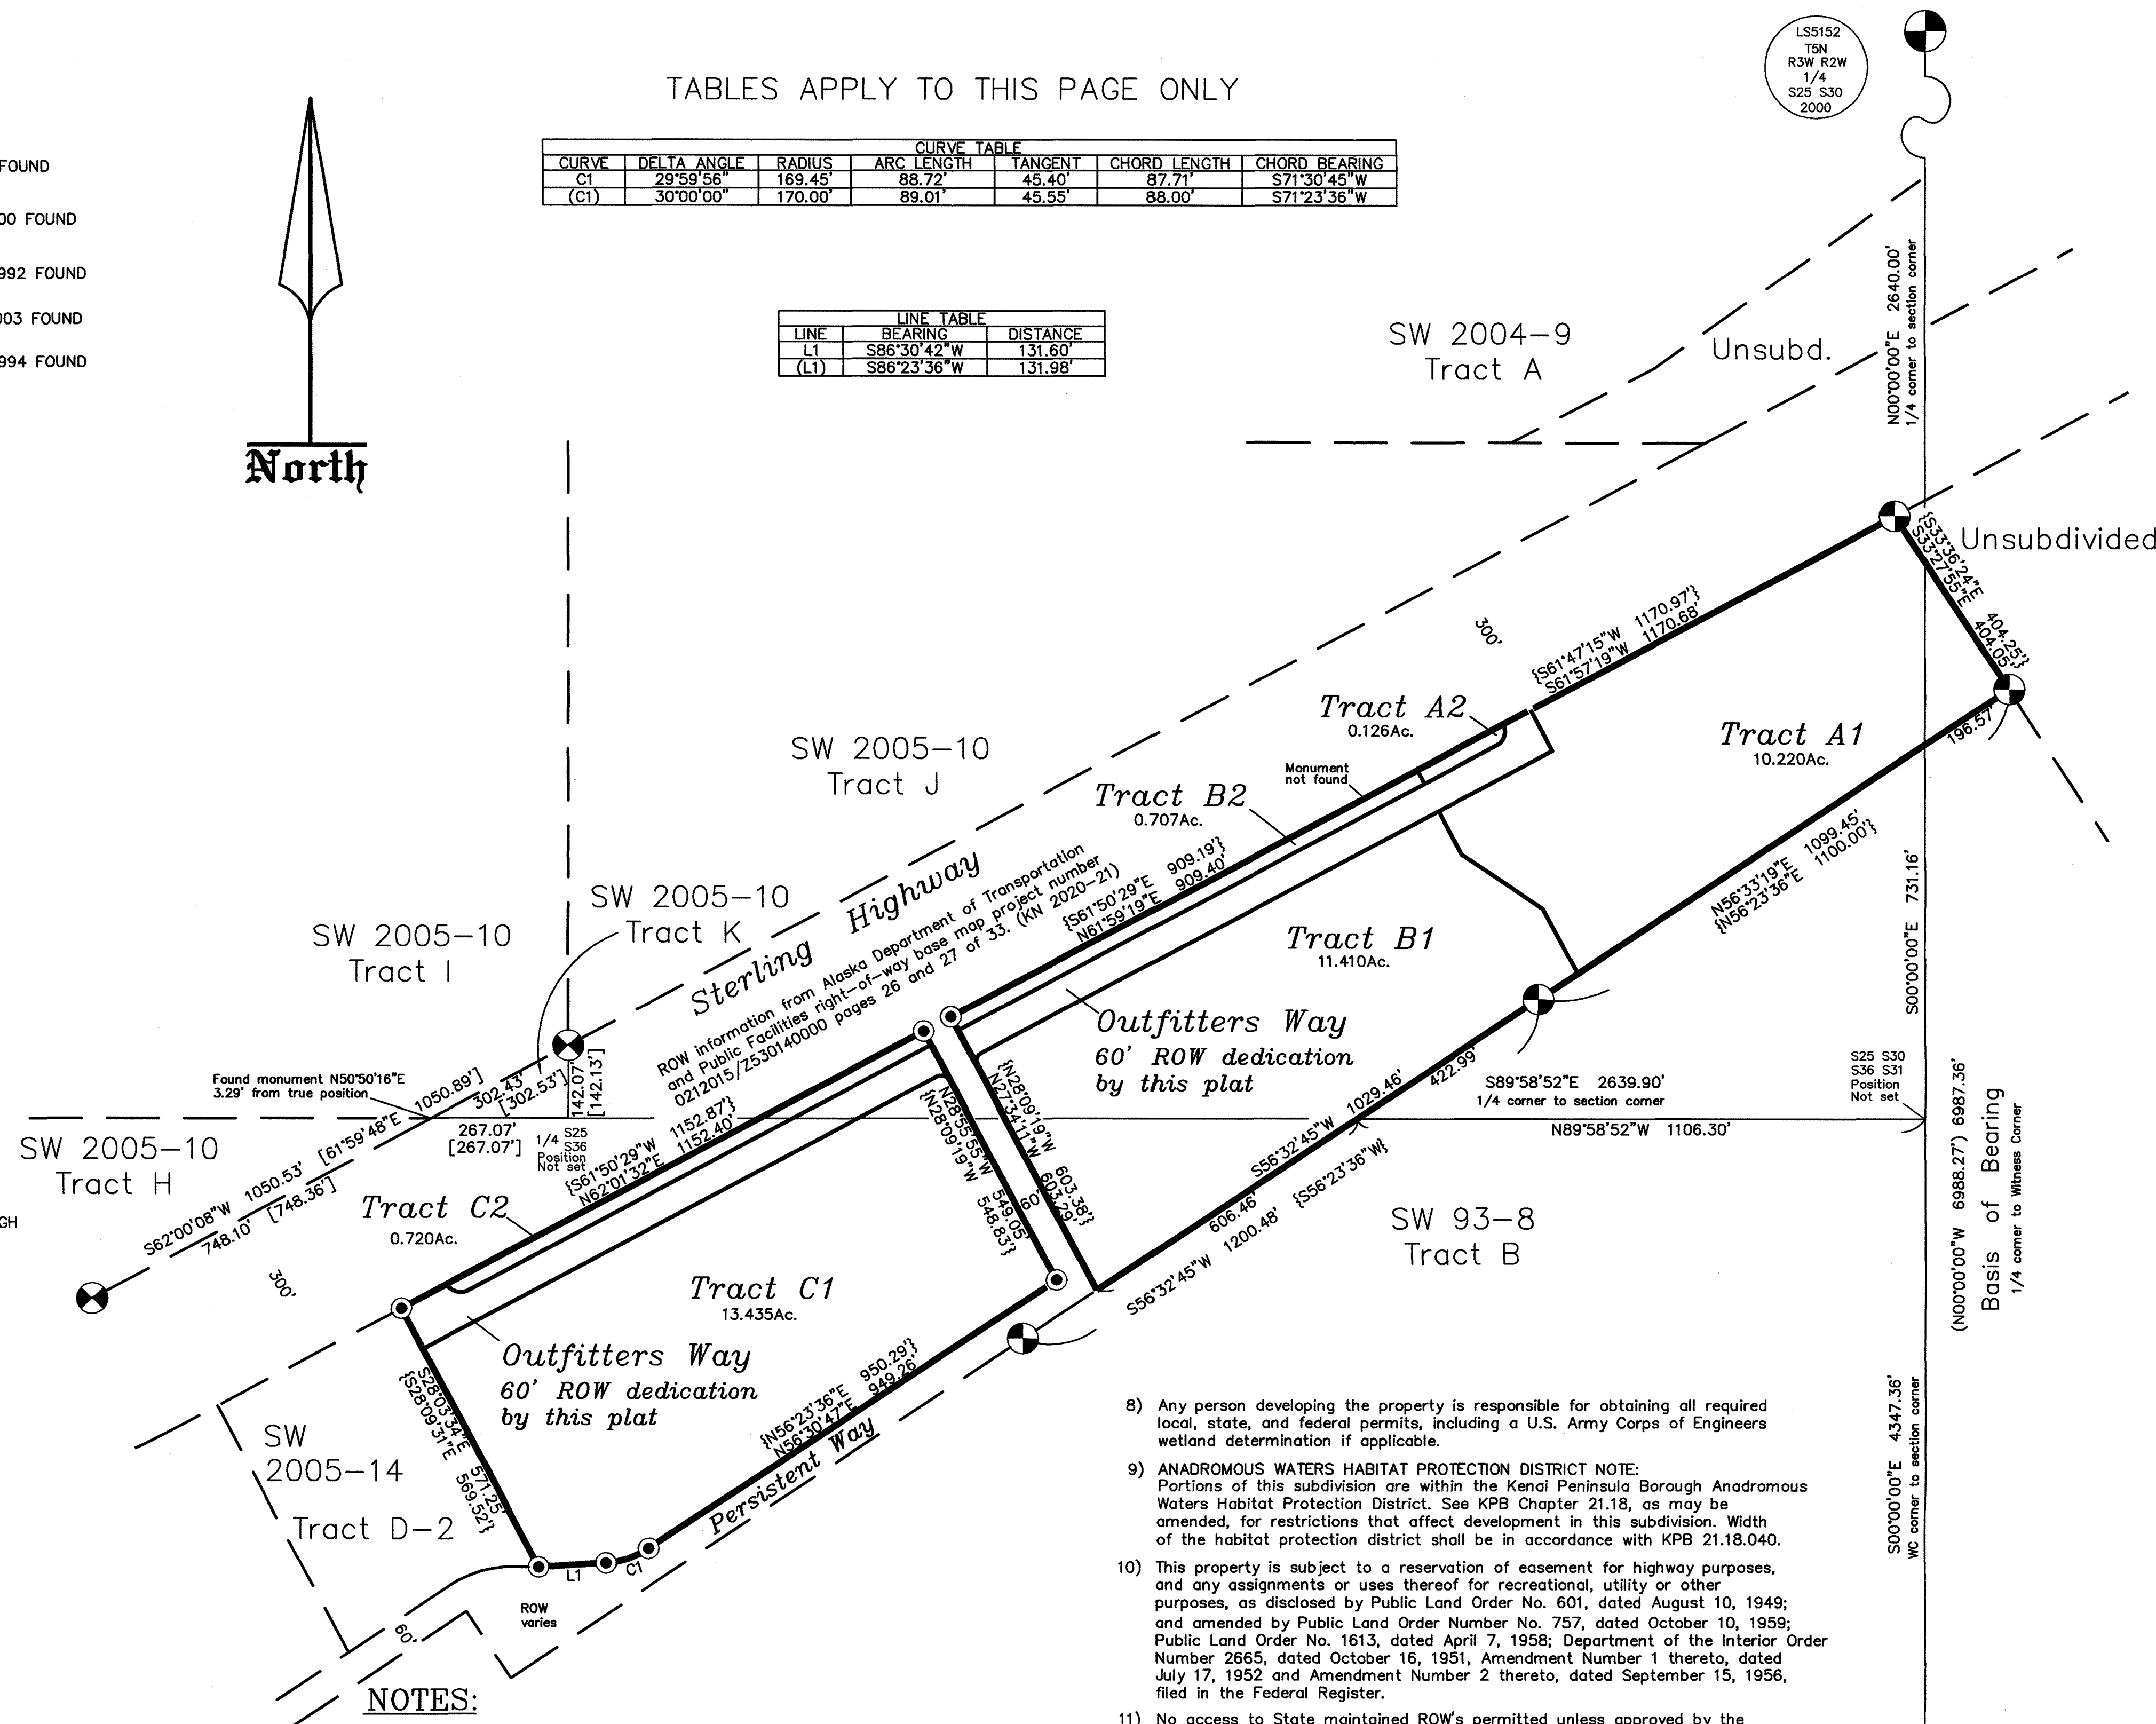 TABLES APPLY TO THIS PAGE ONLY
LS5152
T5N
R3W R2W
1/4
S25 S30
2000
FOUND
00 FOUND
992 FOUND
003 FOUND
994 FOUND
North
CURVE TABLE
CURVE DELTA ANGLE RADIUS ARC LENGTH TANGENT CHORD LENGTH CHORD BEARING
C1 29°59'56" 169.45' 88.72' 45.40' 87.71' S71°30'45"W
(C1) 30°00'00" 170.00' 89.01' 45.55' 88.00' S71°23'36"W
LINE TABLE
LINE BEARING DISTANCE
L1 S86°30'42"W 131.60'
(L1) S86°23'36"W 131.98'
SW 2004-9
Tract A
Unsubd.
N00°00'00"E 2640.00'
1/4 corner to section corner
Unsubdivided
{S33°36'24"E 404.25'}
S33°27'55"E 404.05'
300'
{S61°47'15"W 1170.97'}
S61°57'19"W 1170.68'
Tract A2
0.126Ac.
Tract A1
10.220Ac.
196.57'
SW 2005-10
Tract J
Monument
not found
Tract B2
0.707Ac.
N56°33'19"E 1099.45'
{N56°23'36"E 1100.00'}
S00°00'00"E 731.16'
SW 2005-10
Tract K
SW 2005-10
Tract I
Sterling Highway
ROW information from Alaska Department of Transportation
and Public Facilities right-of-way base map project number
0212015/Z530140000 pages 26 and 27 of 33. (KN 2020-21)
{S61°50'29"E 909.19'}
N61°59'19"E 909.40'
Tract B1
11.410Ac.
Outfitters Way
60' ROW dedication
by this plat
Found monument N50°50'16"E
3.29' from true position
S62°00'08"W 1050.53' [61°59'48"E 1050.89']
748.10' [748.36']
302.43'
[302.53']
142.07'
[142.13']
267.07'
[267.07']
1/4 S25
S36
Position
Not set
SW 2005-10
Tract H
{S61°50'29"W 1152.87'}
N62°01'32"E 1152.40'
N28°55'55"W 549.05'
{N28°09'19"W 548.83'}
60'
{N28°09'19"W 603.38'}
N27°34'11"W 603.29'
S56°32'45"W 1029.46'
422.99'
606.46'
S56°32'45"W 1200.48' {S56°23'36"W}
S89°58'52"E 2639.90'
1/4 corner to section corner
N89°58'52"W 1106.30'
S25 S30
S36 S31
Position
Not set
(N00°00'00"W 6988.27') 6987.36'
Basis of Bearing
1/4 corner to Witness Corner
GH
Tract C2
0.720Ac.
300'
Tract C1
13.435Ac.
SW 93-8
Tract B
Outfitters Way
60' ROW dedication
by this plat
S28°03'34"E 571.25'
{S28°09'31"E 569.52'}
{N56°23'36"E 950.29'}
N56°30'47"E 949.26'
Persistent Way
SW
2005-14
Tract D-2
L1
C1
ROW
varies
60'
NOTES:
S00°00'00"E 4347.36'
WC corner to section corner
8) Any person developing the property is responsible for obtaining all required
local, state, and federal permits, including a U.S. Army Corps of Engineers
wetland determination if applicable.
9) ANADROMOUS WATERS HABITAT PROTECTION DISTRICT NOTE:
Portions of this subdivision are within the Kenai Peninsula Borough Anadromous
Waters Habitat Protection District. See KPB Chapter 21.18, as may be
amended, for restrictions that affect development in this subdivision. Width
of the habitat protection district shall be in accordance with KPB 21.18.040.
10) This property is subject to a reservation of easement for highway purposes,
and any assignments or uses thereof for recreational, utility or other
purposes, as disclosed by Public Land Order No. 601, dated August 10, 1949;
and amended by Public Land Order Number No. 757, dated October 10, 1959;
Public Land Order No. 1613, dated April 7, 1958; Department of the Interior Order
Number 2665, dated October 16, 1951, Amendment Number 1 thereto, dated
July 17, 1952 and Amendment Number 2 thereto, dated September 15, 1956,
filed in the Federal Register.
11) No access to State maintained ROW's permitted unless approved by the